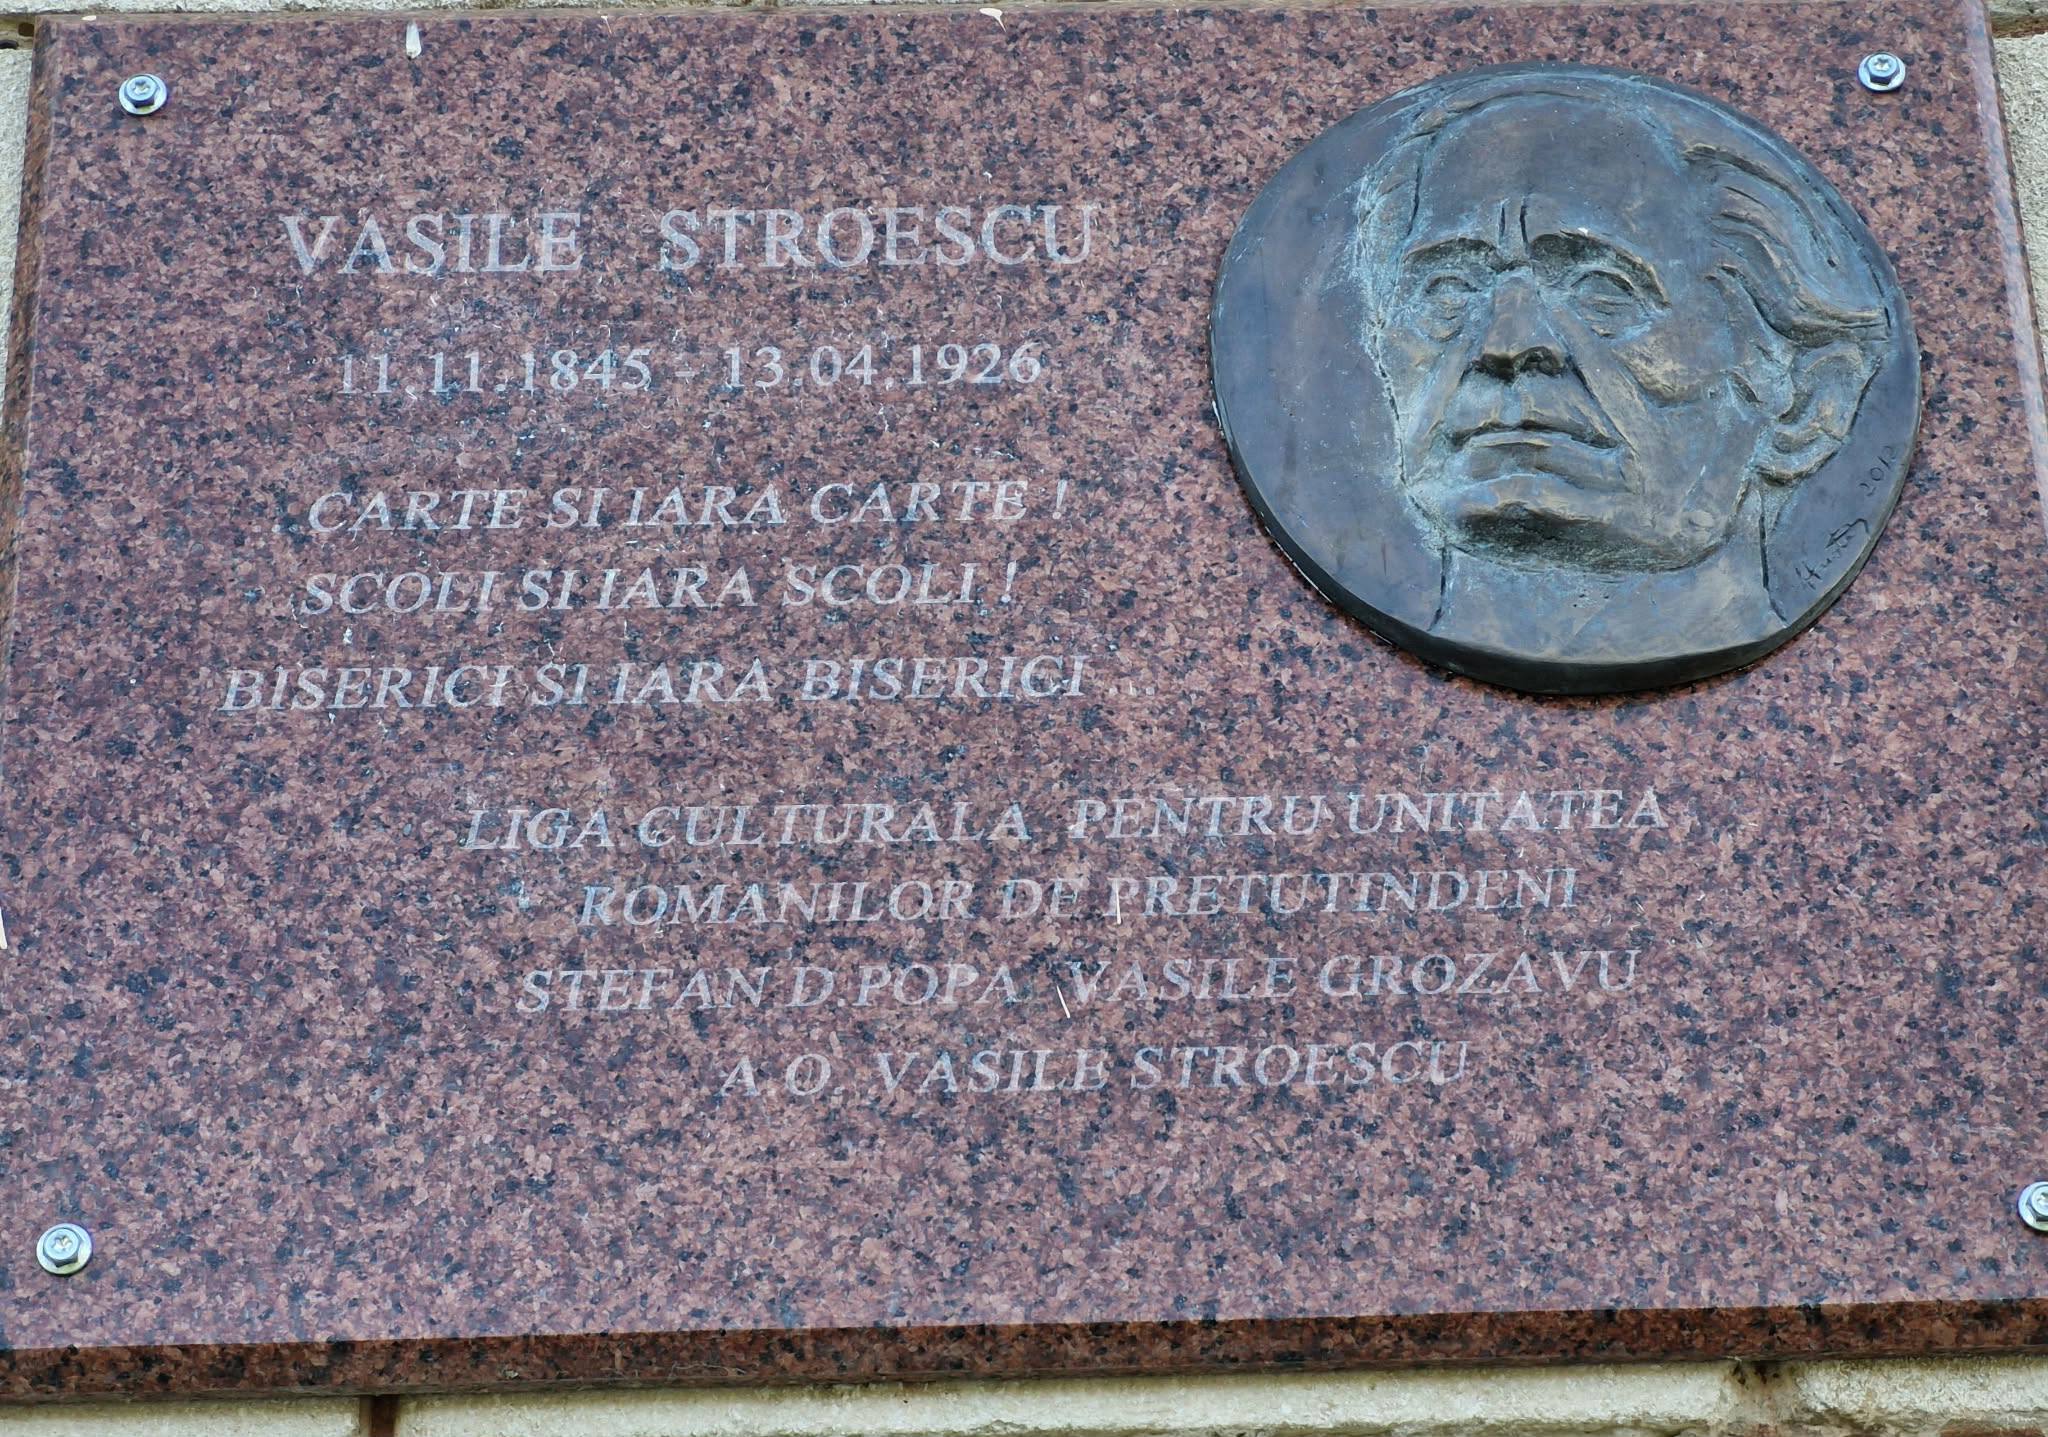 VASILE STROESCU
11.11.1845 - 13.04.1926
CARTE SI IARA CARTE !
SCOLI SI IARA SCOLI !
BISERICI SI IARA BISERICI ...
LIGA CULTURALA PENTRU UNITATEA
ROMANILOR DE PRETUTINDENI
STEFAN D.POPA VASILE GROZAVU
A.O. VASILE STROESCU
2012